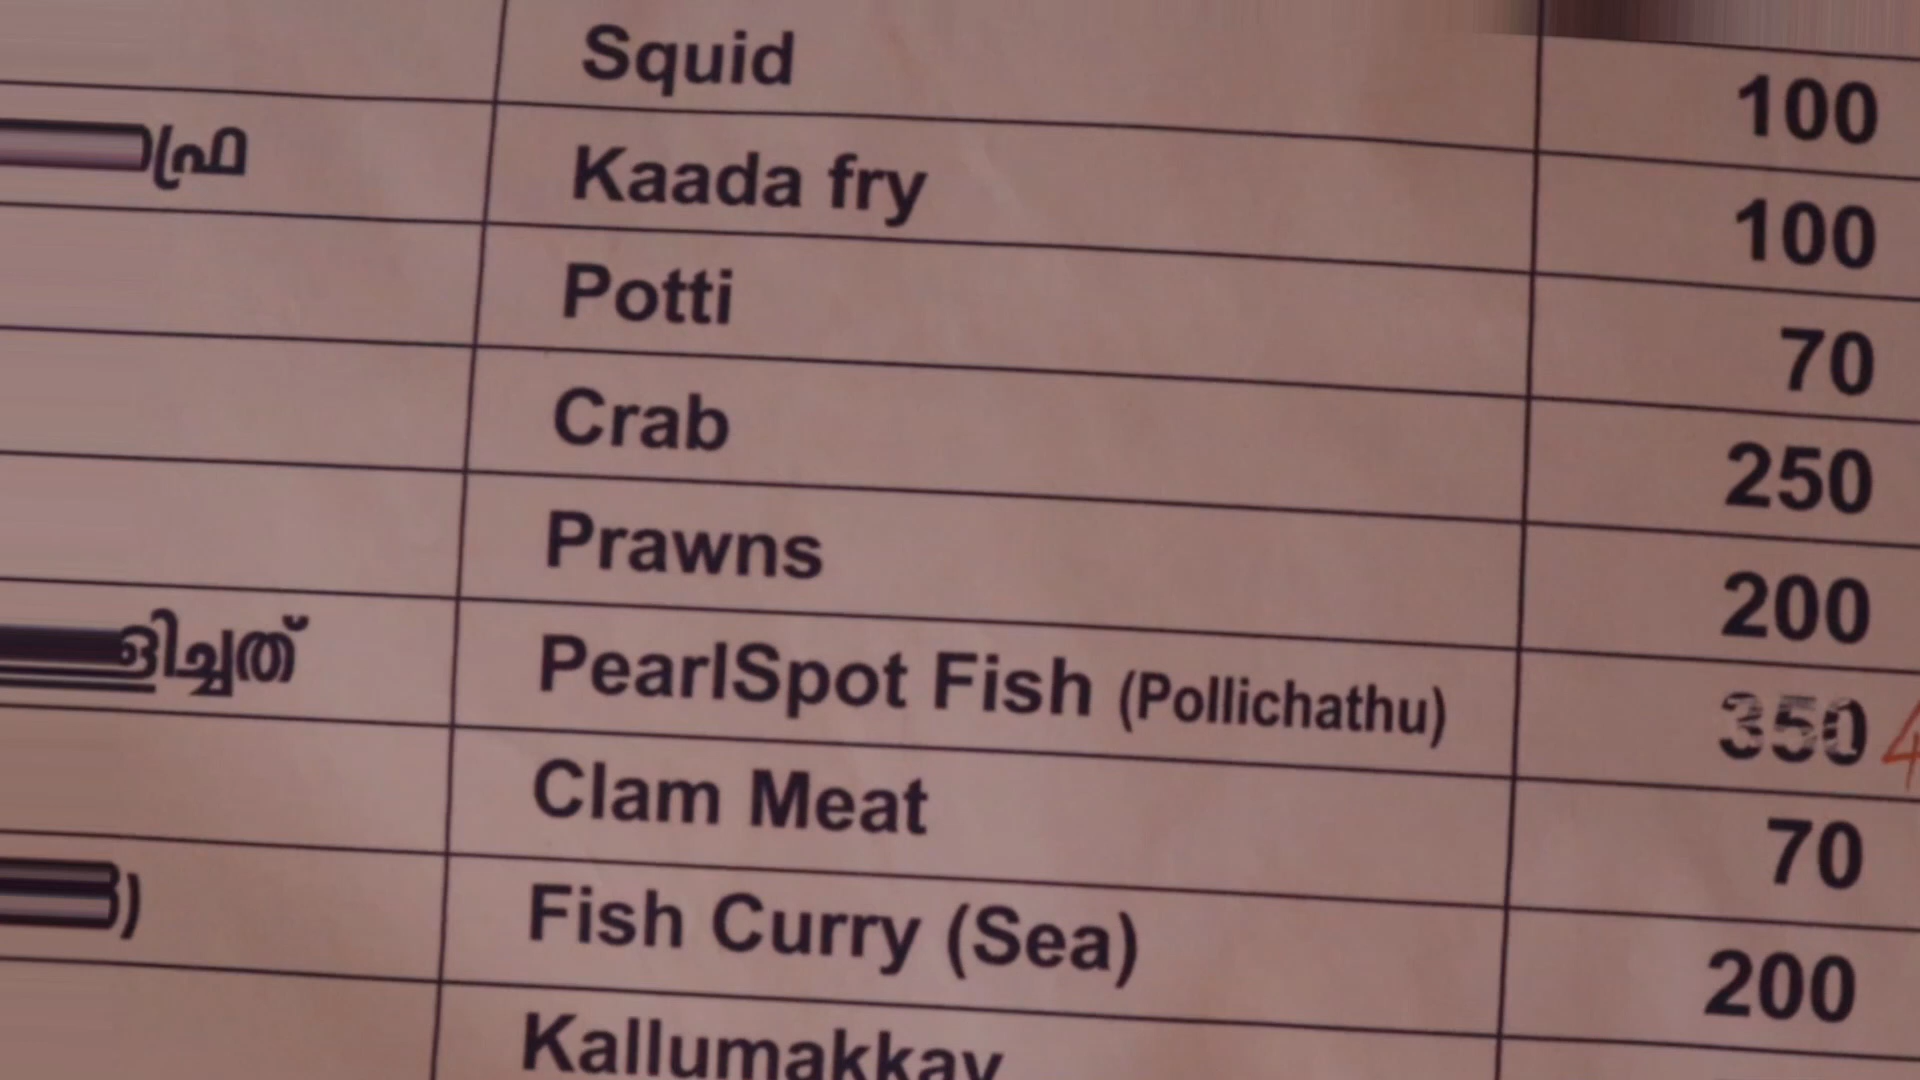 Squid 100
Kaada fry 100
Potti 70
Crab 250
Prawns 200
PearlSpot Fish (Pollichathu) 350
Clam Meat 70
Fish Curry (Sea) 200
Kallumakkay